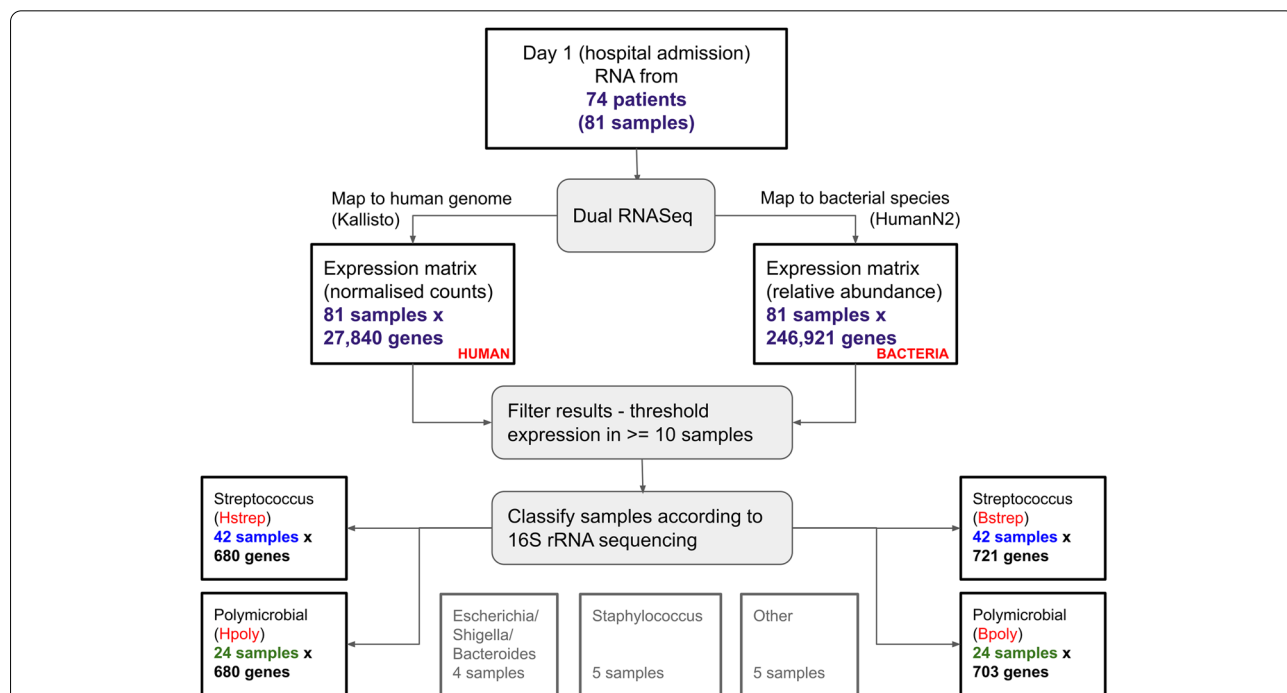 Day 1 (hospital admission)
RNA from
74 patients
(81 samples)
Map to human genome
(Kallisto)
Dual RNASeq
Map to bacterial species
(HumanN2)
Expression matrix
(normalised counts)
81 samples x
27,840 genes
HUMAN
Expression matrix
(relative abundance)
81 samples x
246,921 genes
BACTERIA
Filter results - threshold
expression in >= 10 samples
Classify samples according to
16S rRNA sequencing
Streptococcus
(Hstrep)
42 samples x
680 genes
Streptococcus
(Bstrep)
42 samples x
721 genes
Polymicrobial
(Hpoly)
24 samples x
680 genes
Escherichia/
Shigella/
Bacteroides
4 samples
Staphylococcus
5 samples
Other
5 samples
Polymicrobial
(Bpoly)
24 samples x
703 genes